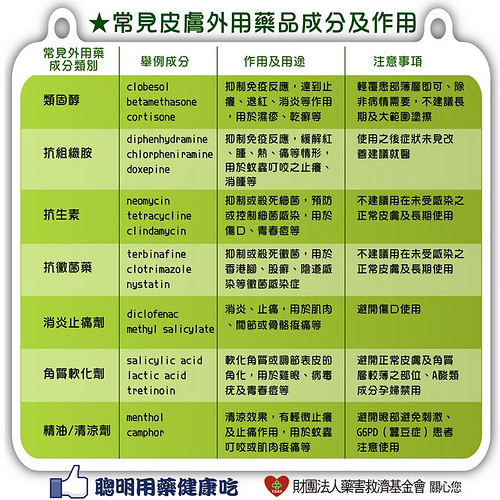 ★常見皮膚外用藥品成分及作用
常見外用藥
成分類別
舉例成分
作用及用途
注意事項
類固醇
clobesol
betamethasone
cortisone
抑制免疫反應，達到止
癢、退紅、消炎等作用
，用於濕疹、乾癬等
輕覆患部薄層即可、除
非病情需要，不建議長
期及大範圍塗擦
抗組織胺
diphenhydramine
chlorpheniramine
doxepine
抑制免疫反應，緩解紅
、腫、熱、痛等情形，
用於蚊蟲叮咬之止癢、
消腫等
使用之後症狀未見改
善建議就醫
抗生素
neomycin
tetracycline
clindamycin
抑制或殺死細菌，預防
或控制細菌感染，用於
傷口、青春痘等
不建議用在未受感染之
正常皮膚及長期使用
抗黴菌藥
terbinafine
clotrimazole
nystatin
抑制或殺死黴菌，用於
香港腳、股癬、陰道感
染等黴菌感染症
不建議用在未受感染之
正常皮膚及長期使用
消炎止痛劑
diclofenac
methyl salicylate
消炎、止痛，用於肌肉
、關節或骨骼痠痛等
避開傷口使用
角質軟化劑
salicylic acid
lactic acid
tretinoin
軟化角質或調節表皮的
角化，用於雞眼、病毒
疣及青春痘等
避開正常皮膚及角質
層較薄之部位、A酸類
成分孕婦禁用
精油/清涼劑
menthol
camphor
清涼效果，有輕微止癢
及止痛作用，用於蚊蟲
叮咬或肌肉痠痛等
避開眼部避免刺激、
G6PD（蠶豆症）患者
注意使用
聰明用藥健康吃
TDRF
財團法人藥害救濟基金會 關心您